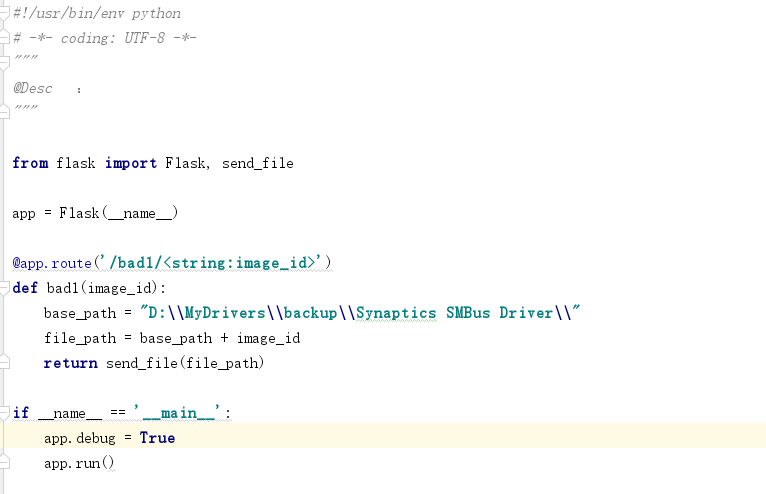 #!/usr/bin/env python
# -*- coding: UTF-8 -*-
"""
@Desc   :
"""
from flask import Flask, send_file
app = Flask(__name__)
@app.route('/bad1/<string:image_id>')
def bad1(image_id):
    base_path = "D:\\MyDrivers\\backup\\Synaptics SMBus Driver\\"
    file_path = base_path + image_id
    return send_file(file_path)
if __name__ == '__main__':
    app.debug = True
    app.run()